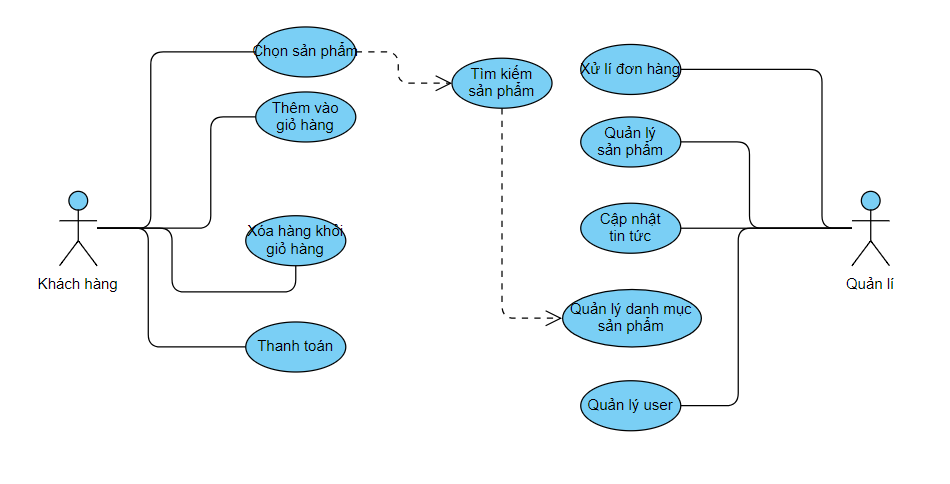 Chọn sản phẩm
Thêm vào
giỏ hàng
Xóa hàng khỏi
giỏ hàng
Thanh toán
Khách hàng
Tìm kiếm
sản phẩm
Xử lí đơn hàng
Quản lý
sản phẩm
Cập nhật
tin tức
Quản lý danh mục
sản phẩm
Quản lý user
Quản lí